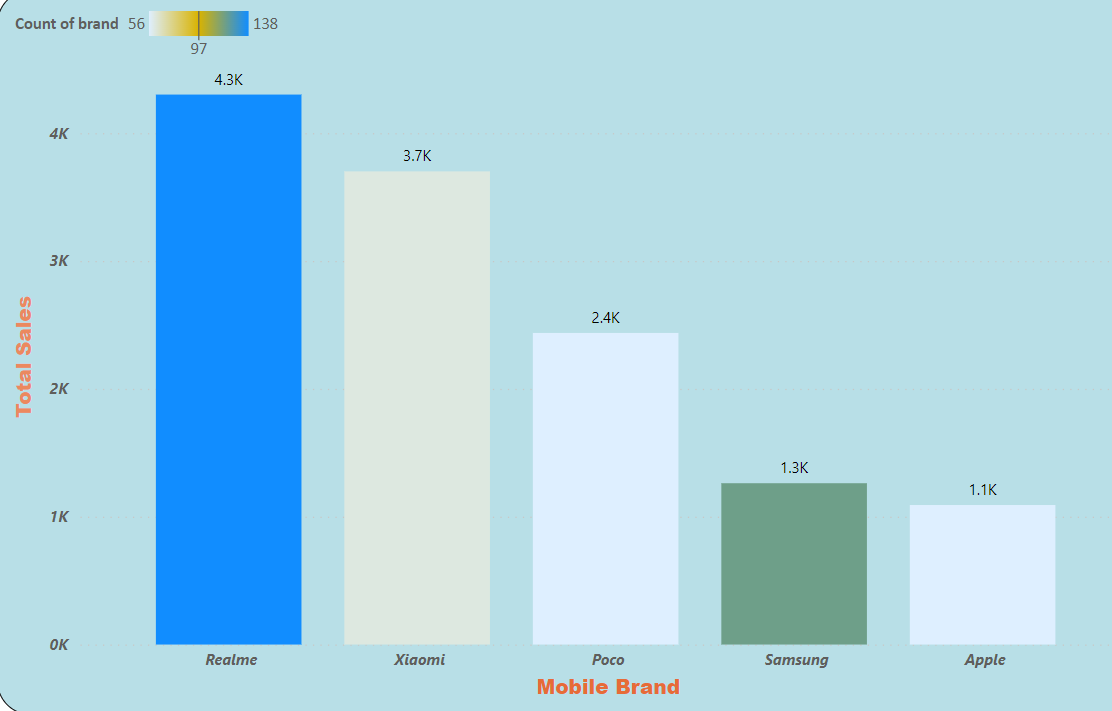 Count of brand 56 138
97
4.3K
3.7K
2.4K
1.3K
1.1K
4K
3K
2K
1K
0K
Total Sales
Realme Xiaomi Poco Samsung Apple
Mobile Brand